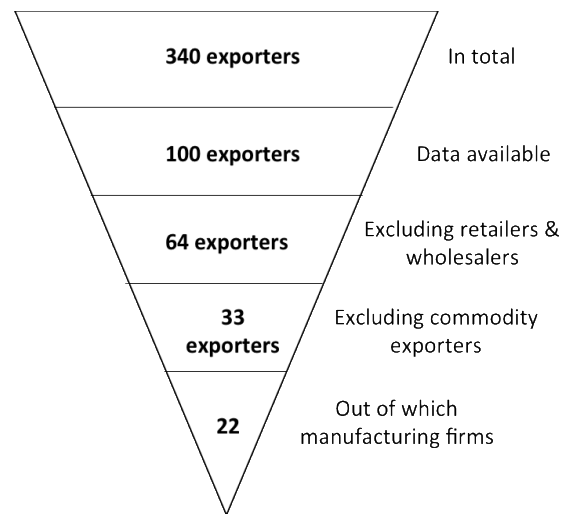 340 exporters
In total
100 exporters
Data available
64 exporters
Excluding retailers &
wholesalers
33
exporters
Excluding commodity
exporters
22
Out of which
manufacturing firms